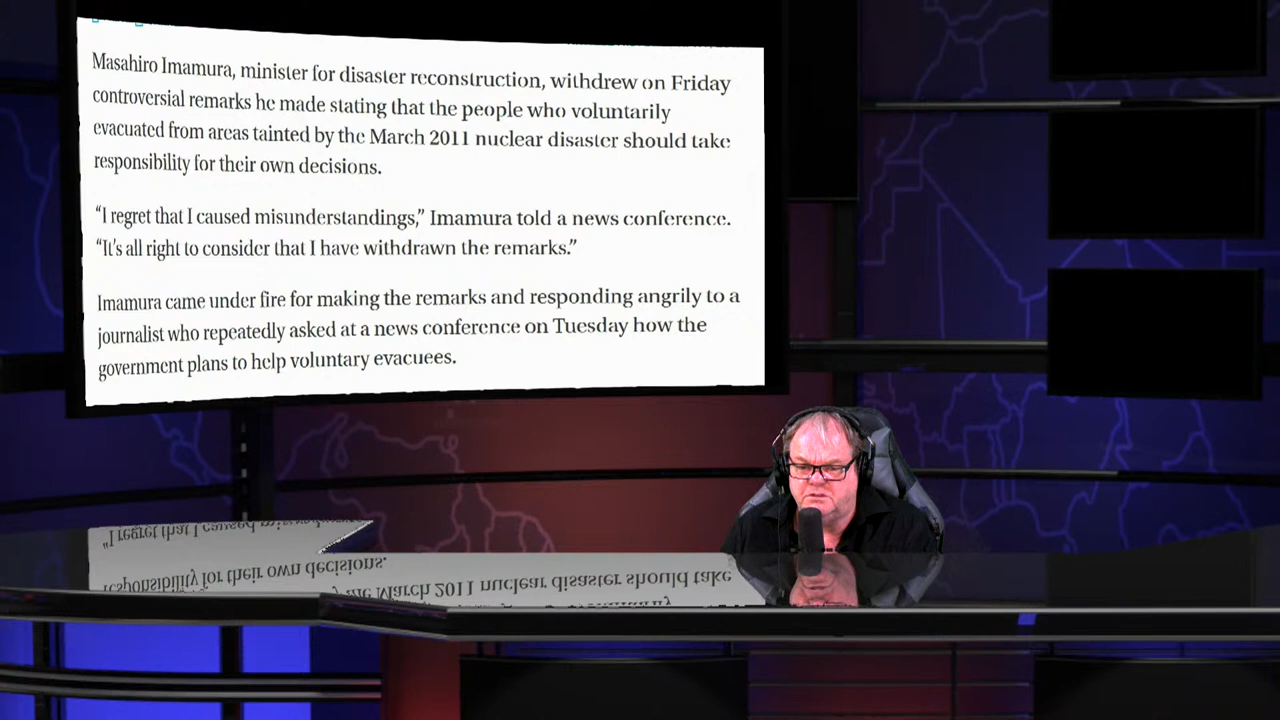 Masahiro Imamura, minister for disaster reconstruction, withdrew on Friday
controversial remarks he made stating that the people who voluntarily
evacuated from areas tainted by the March 2011 nuclear disaster should take
responsibility for their own decisions.
“I regret that I caused misunderstandings,” Imamura told a news conference.
“It's all right to consider that I have withdrawn the remarks.”
Imamura came under fire for making the remarks and responding angrily to a
journalist who repeatedly asked at a news conference on Tuesday how the
government plans to help voluntary evacuees.